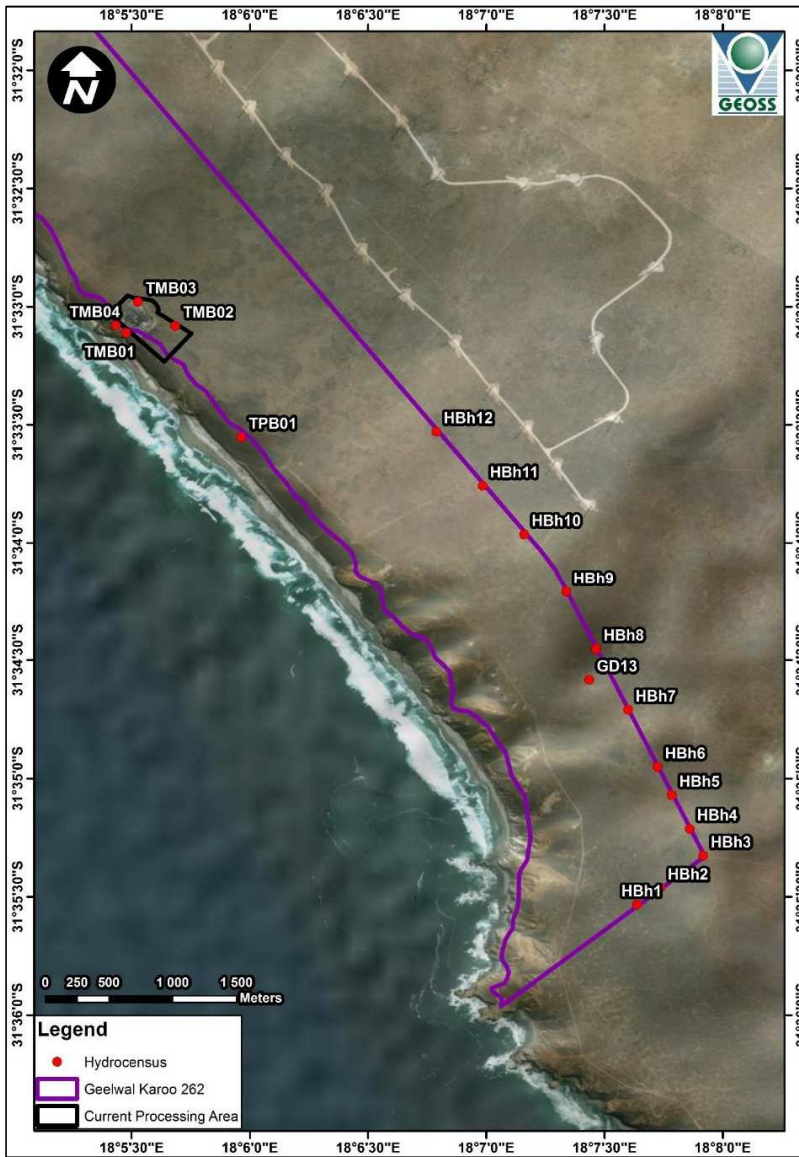 18°5'30"E 18°6'0"E 18°6'30"E 18°7'0"E 18°7'30"E 18°8'0"E
31°32'0"S
31°32'30"S
31°33'0"S
31°33'30"S
31°34'0"S
31°34'30"S
31°35'0"S
31°35'30"S
31°36'0"S
N
GEOSS
TMB03
TMB04
TMB02
TMB01
TPB01
HBh12
HBh11
HBh10
HBh9
HBh8
GD13
HBh7
HBh6
HBh5
HBh4
HBh3
HBh2
HBh1
0 250 500 1 000 1 500
Meters
Legend
Hydrocensus
Geelwal Karoo 262
Current Processing Area
18°5'30"E 18°6'0"E 18°6'30"E 18°7'0"E 18°7'30"E 18°8'0"E